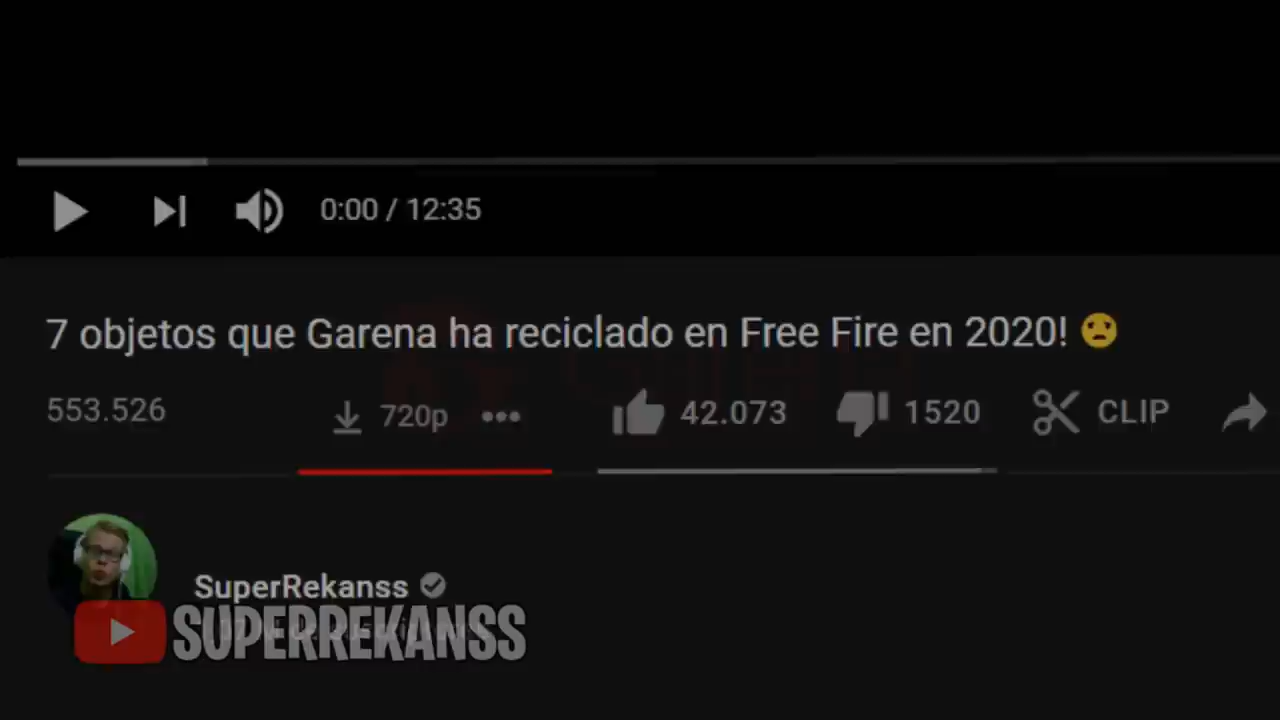 0:00 / 12:35
7 objetos que Garena ha reciclado en Free Fire en 2020! 😟
553.526 720p ••• 42.073 1520 CLIP
SuperRekanss
SUPERREKANSS